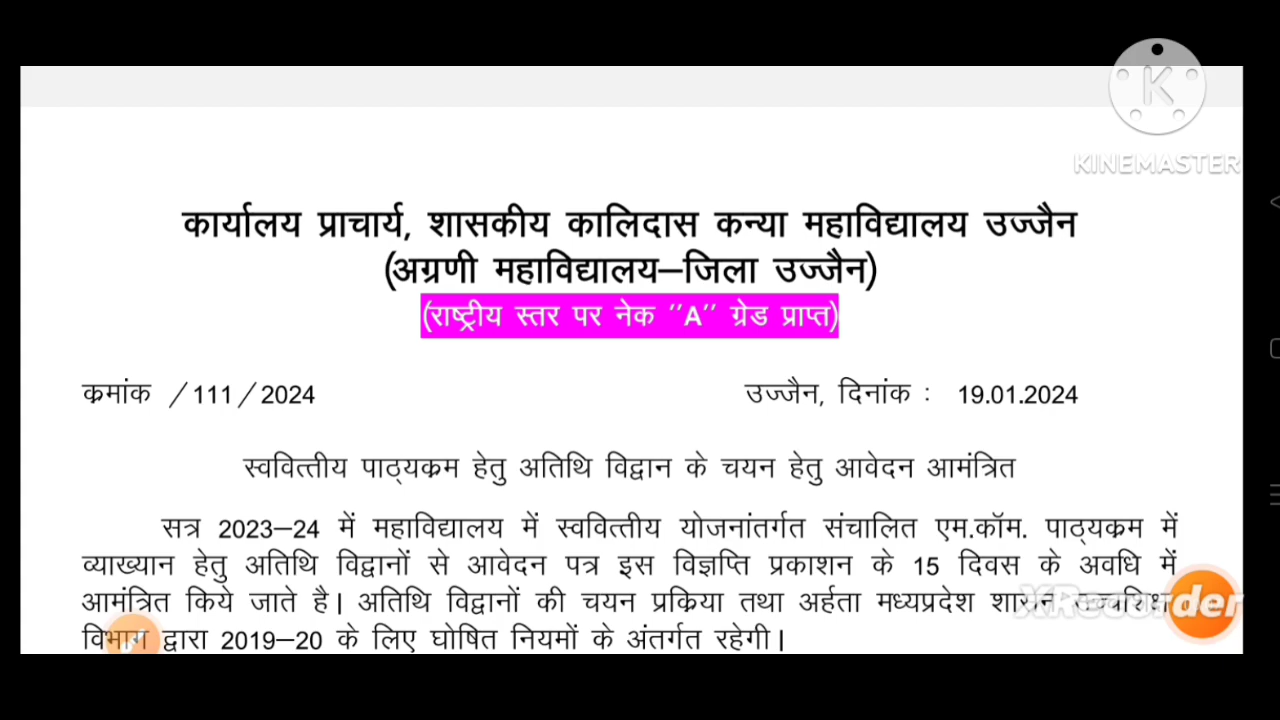 K
KINEMASTER
कार्यालय प्राचार्य, शासकीय कालिदास कन्या महाविद्यालय उज्जैन
(अग्रणी महाविद्यालय–जिला उज्जैन)
(राष्ट्रीय स्तर पर नेक ’’A’’ ग्रेड प्राप्त)
क्रमांक /111/2024 उज्जैन, दिनांक : 19.01.2024
स्ववित्तीय पाठ्यक्रम हेतु अतिथि विद्वान के चयन हेतु आवेदन आमंत्रित
सत्र 2023–24 में महाविद्यालय में स्ववित्तीय योजनांतर्गत संचालित एम.कॉम. पाठ्यक्रम में
व्याख्यान हेतु अतिथि विद्वानों से आवेदन पत्र इस विज्ञप्ति प्रकाशन के 15 दिवस के अवधि में
आमंत्रित किये जाते है। अतिथि विद्वानों की चयन प्रक्रिया तथा अर्हता मध्यप्रदेश
विभाग द्वारा 2019–20 के लिए घोषित नियमों के अंतर्गत रहेगी।
XRecorder